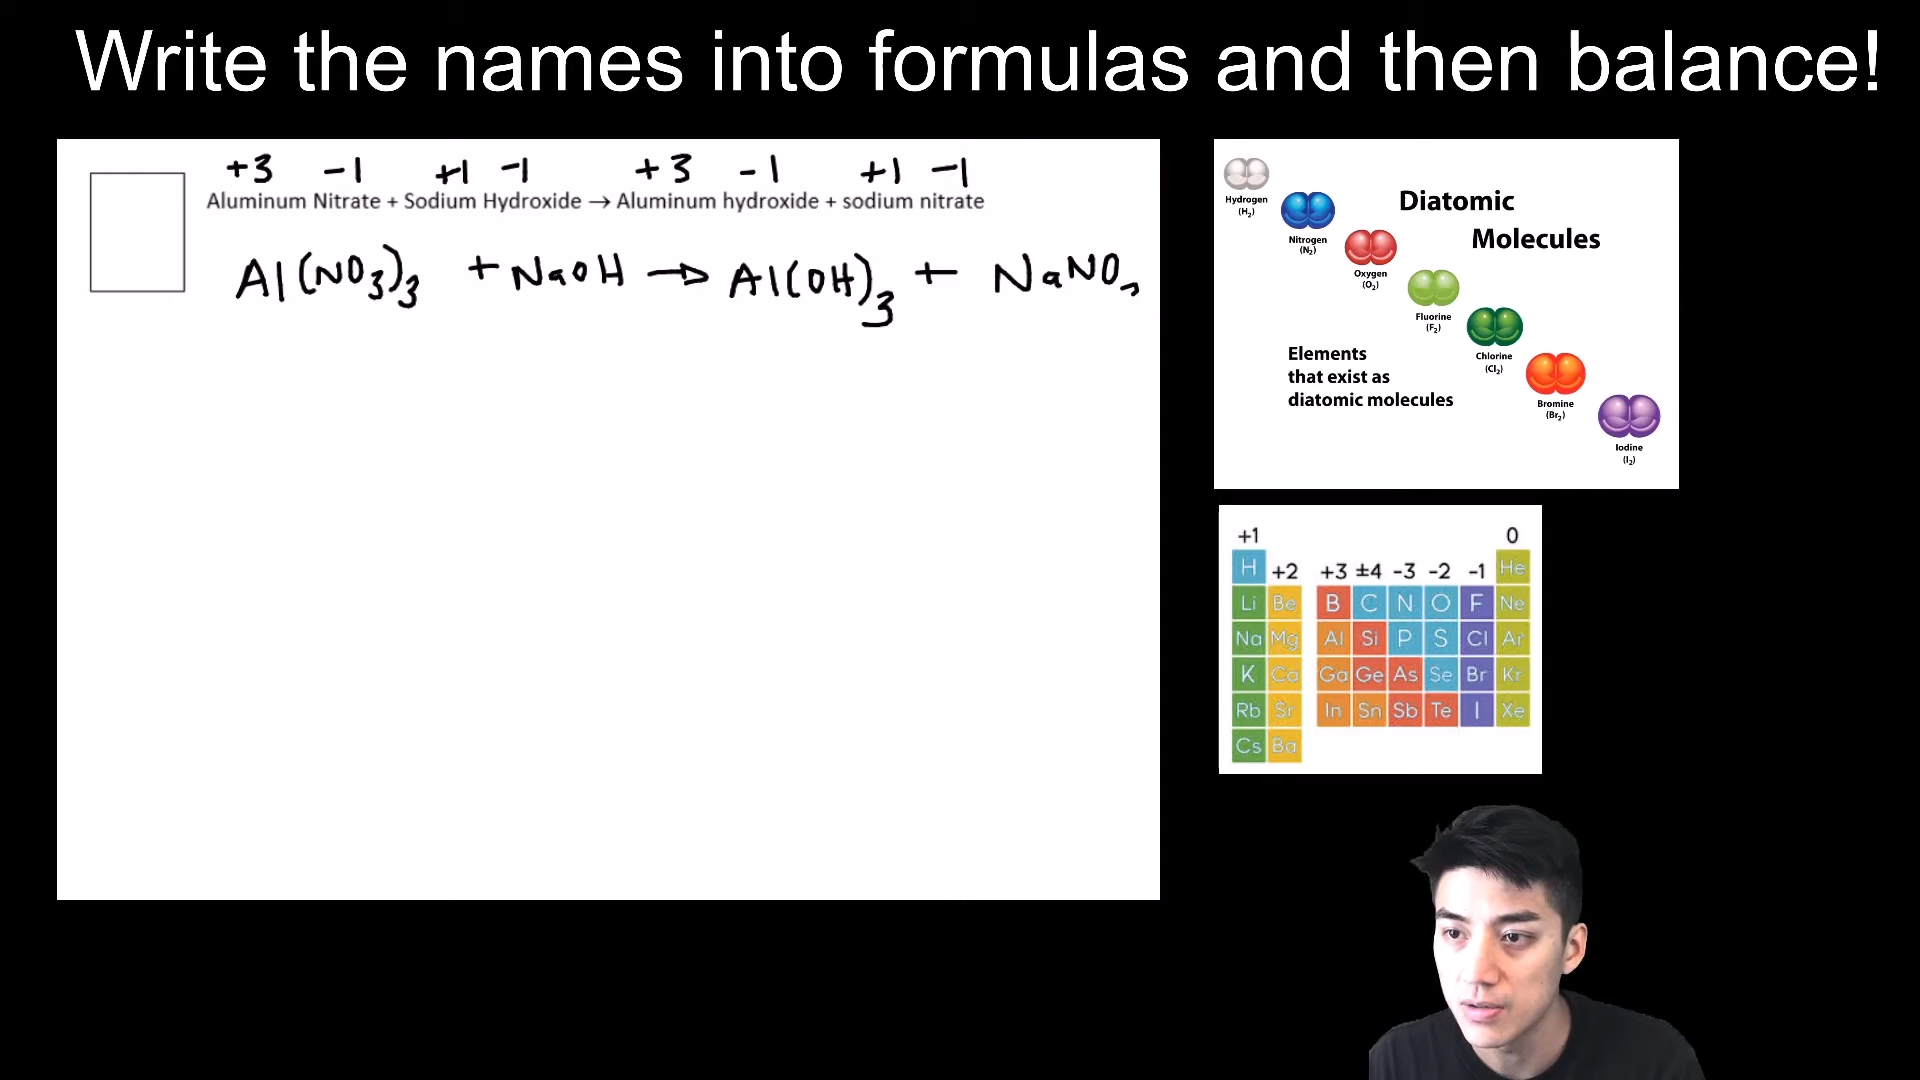 Write the names into formulas and then balance!
+3 -1 +1 -1 +3 -1 +1 -1
Aluminum Nitrate + Sodium Hydroxide → Aluminum hydroxide + sodium nitrate
Al(NO3)3 + NaOH → Al(OH)3 + NaNO
Diatomic
Molecules
Hydrogen
(H2)
Nitrogen
(N2)
Oxygen
(O2)
Fluorine
(F2)
Chlorine
(Cl2)
Bromine
(Br2)
Iodine
(I2)
Elements
that exist as
diatomic molecules
+1 0
H +2 +3 ±4 -3 -2 -1 He
Li Be B C N O F Ne
Na Mg Al Si P S Cl Ar
K Ca Ga Ge As Se Br Kr
Rb Sr In Sn Sb Te I Xe
Cs Ba